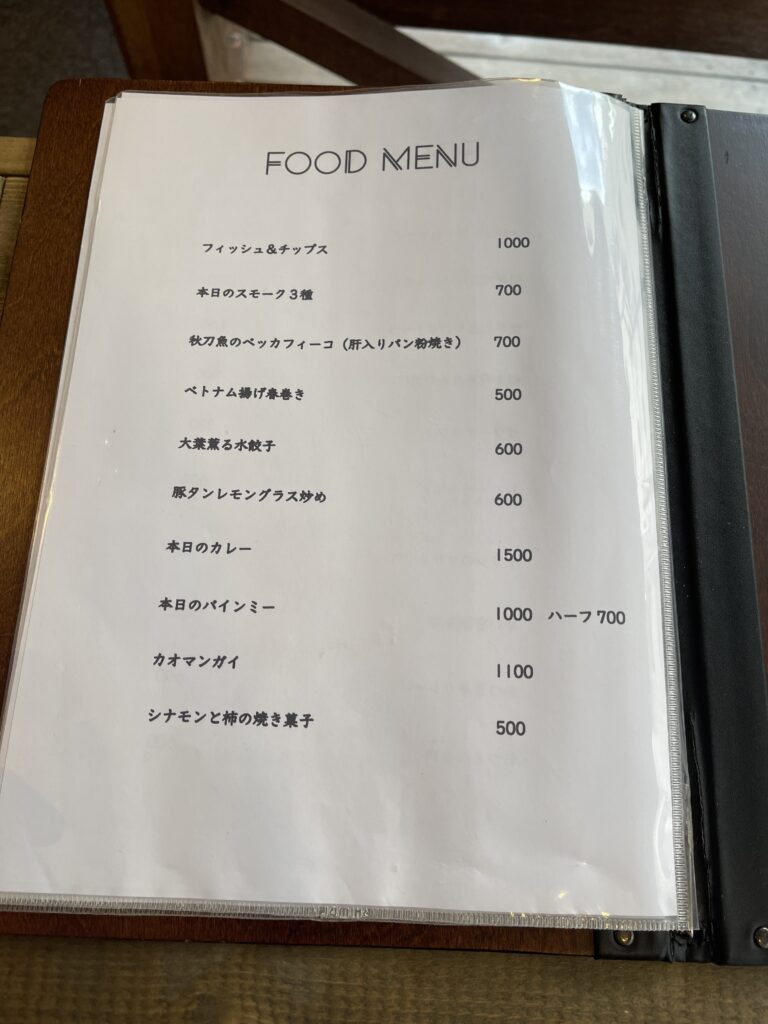 FOOD MENU
フィッシュ&チップス 1000
本日のスモーク3種 700
秋刀魚のベッカフィーコ（肝入りパン粉焼き） 700
ベトナム揚げ春巻き 500
大葉薫る水餃子 600
豚タンレモングラス炒め 600
本日のカレー 1500
本日のバインミー 1000 ハーフ 700
カオマンガイ 1100
シナモンと柿の焼き菓子 500